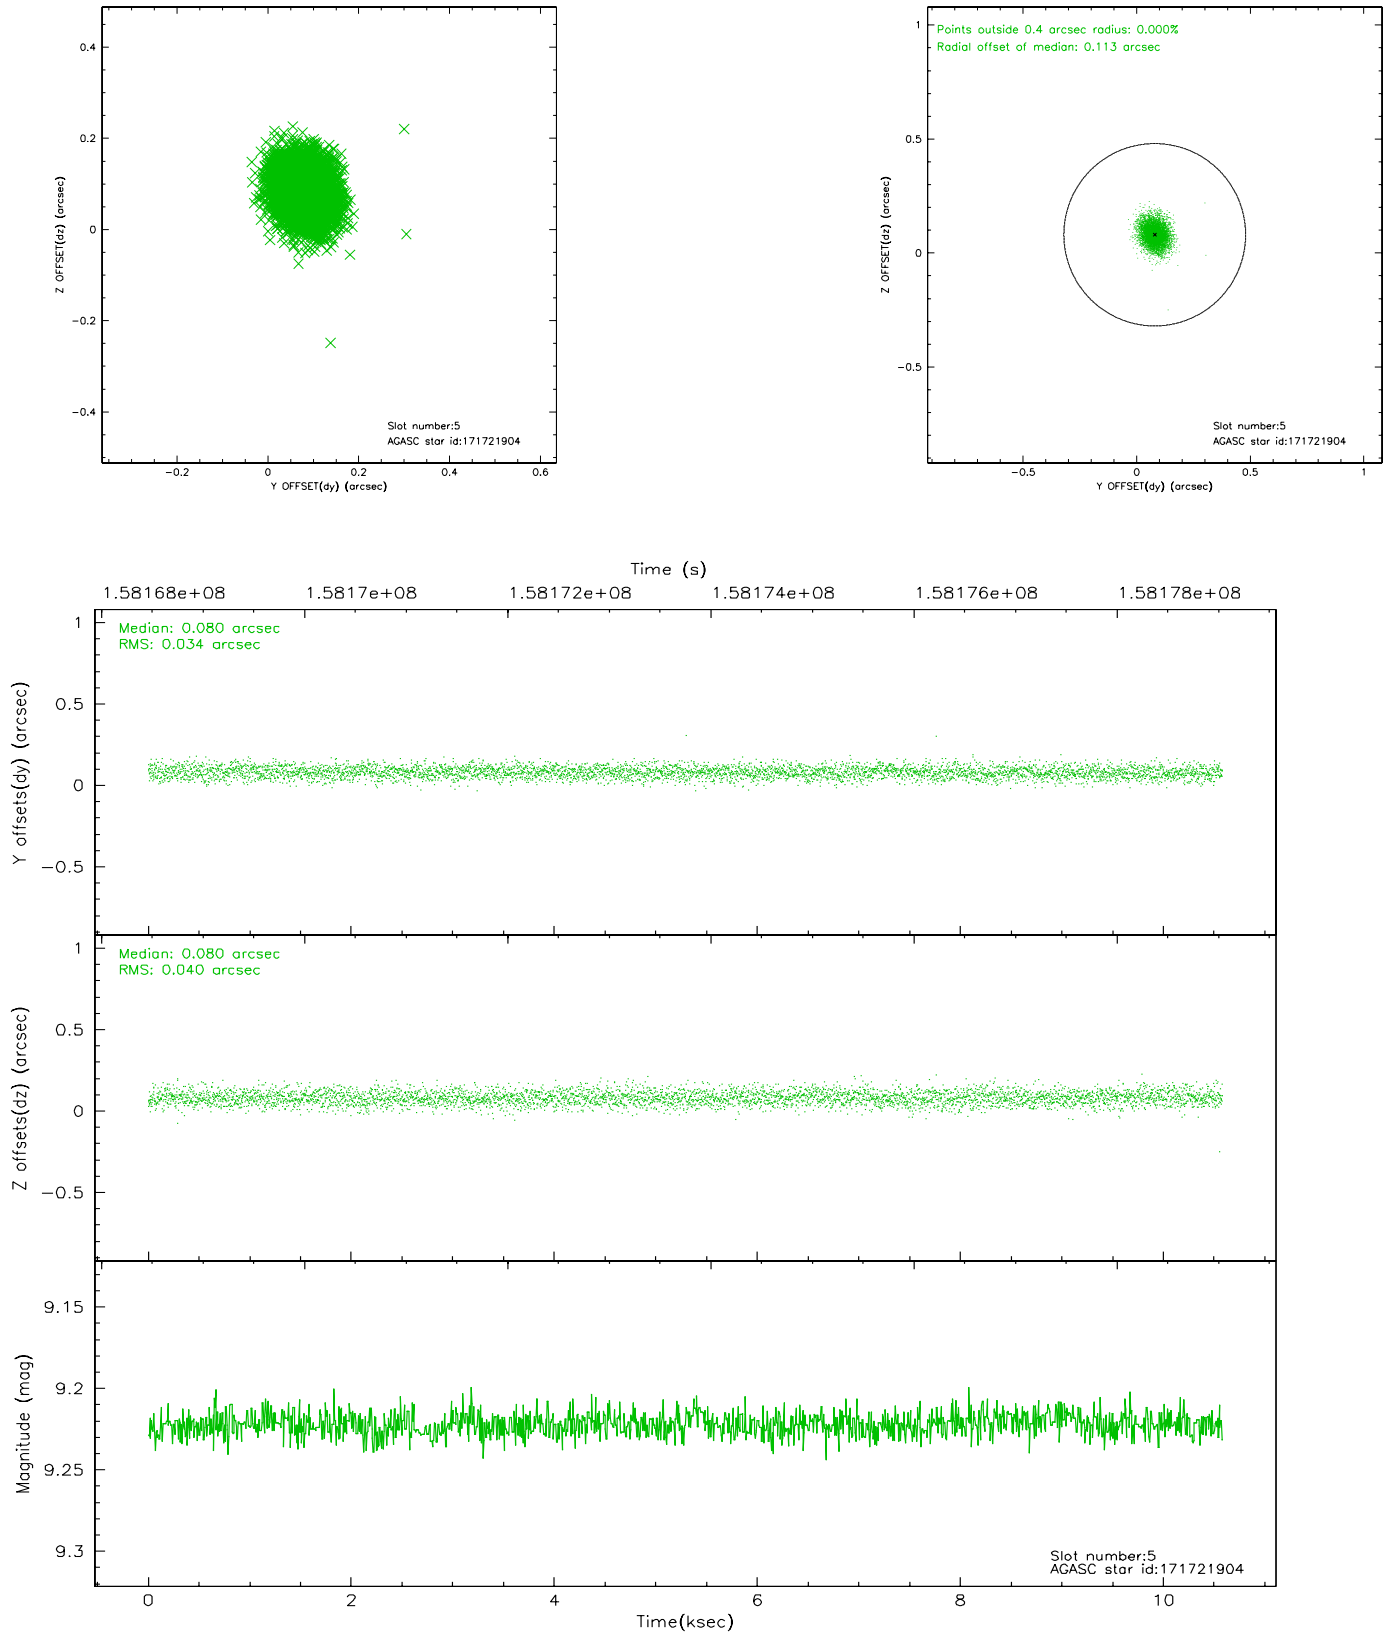 0.4
0.2
0
−0.2
−0.4
Z OFFSET(dz) (arcsec)
Slot number:5
AGASC star id:171721904
−0.2 0 0.2 0.4 0.6
Y OFFSET(dy) (arcsec)
Points outside 0.4 arcsec radius: 0.000%
Radial offset of median: 0.113 arcsec
1
0.5
0
−0.5
Z OFFSET(dz) (arcsec)
Slot number:5
AGASC star id:171721904
−0.5 0 0.5 1
Y OFFSET(dy) (arcsec)
Time (s)
1.58168e+08 1.5817e+08 1.58172e+08 1.58174e+08 1.58176e+08 1.58178e+08
Median: 0.080 arcsec
RMS: 0.034 arcsec
1
0.5
0
−0.5
Y offsets(dy) (arcsec)
Median: 0.080 arcsec
RMS: 0.040 arcsec
1
0.5
0
−0.5
Z offsets(dz) (arcsec)
9.15
9.2
9.25
9.3
Magnitude (mag)
Slot number:5
AGASC star id:171721904
0 2 4 6 8 10
Time(ksec)